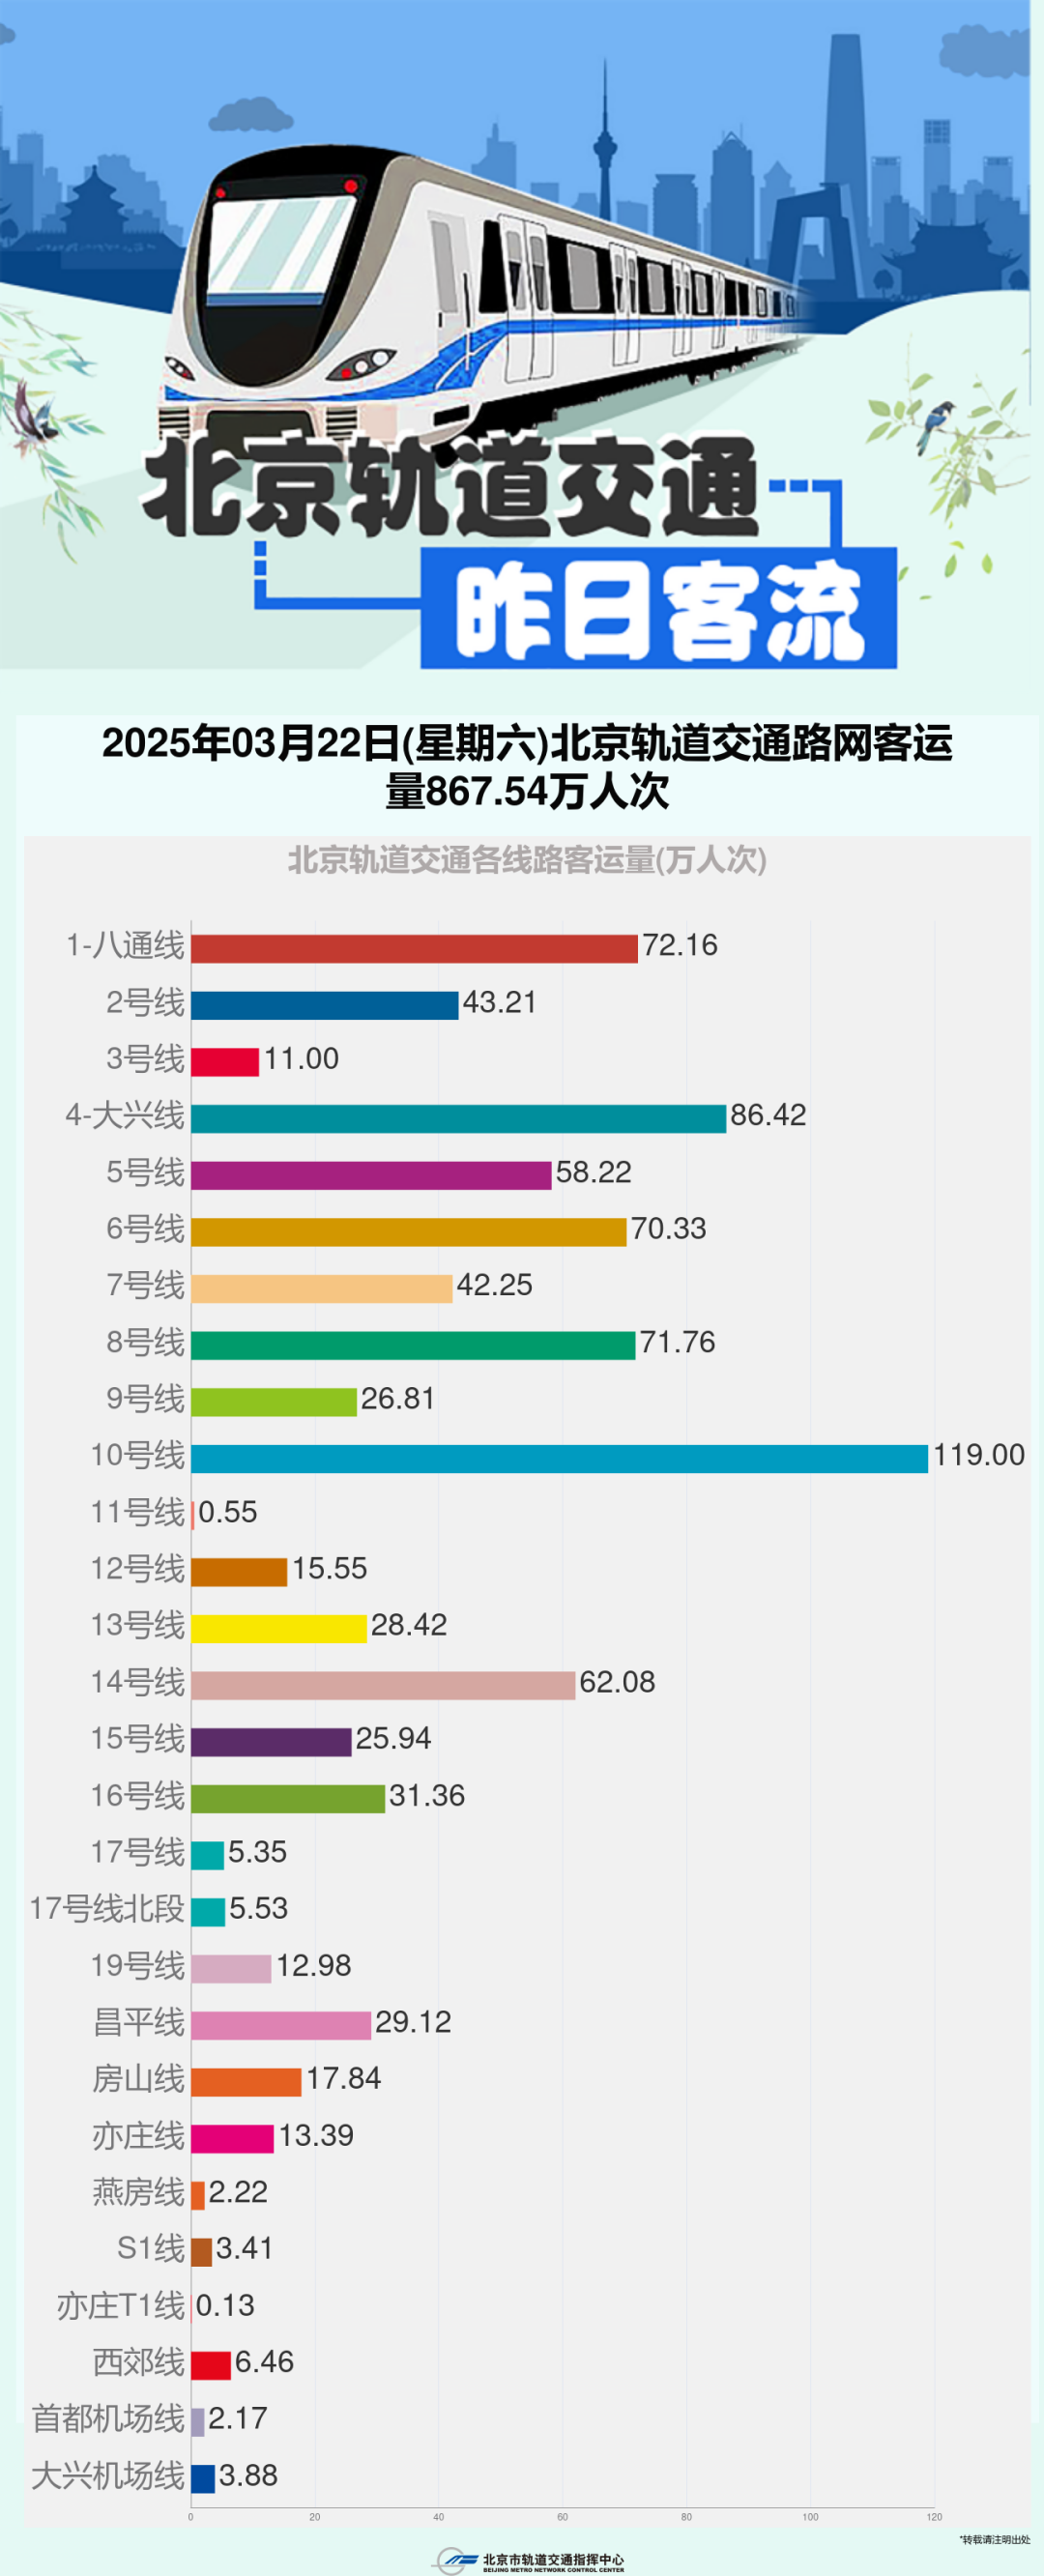 北京轨道交通
昨日客流
2025年03月22日(星期六)北京轨道交通路网客运
量867.54万人次
北京轨道交通各线路客运量(万人次)
1-八通线 72.16
2号线 43.21
3号线 11.00
4-大兴线 86.42
5号线 58.22
6号线 70.33
7号线 42.25
8号线 71.76
9号线 26.81
10号线 119.00
11号线 0.55
12号线 15.55
13号线 28.42
14号线 62.08
15号线 25.94
16号线 31.36
17号线 5.35
17号线北段 5.53
19号线 12.98
昌平线 29.12
房山线 17.84
亦庄线 13.39
燕房线 2.22
S1线 3.41
亦庄T1线 0.13
西郊线 6.46
首都机场线 2.17
大兴机场线 3.88
0 20 40 60 80 100 120
*转载请注明出处
北京市轨道交通指挥中心
BEIJING METRO NETWORK CONTROL CENTER